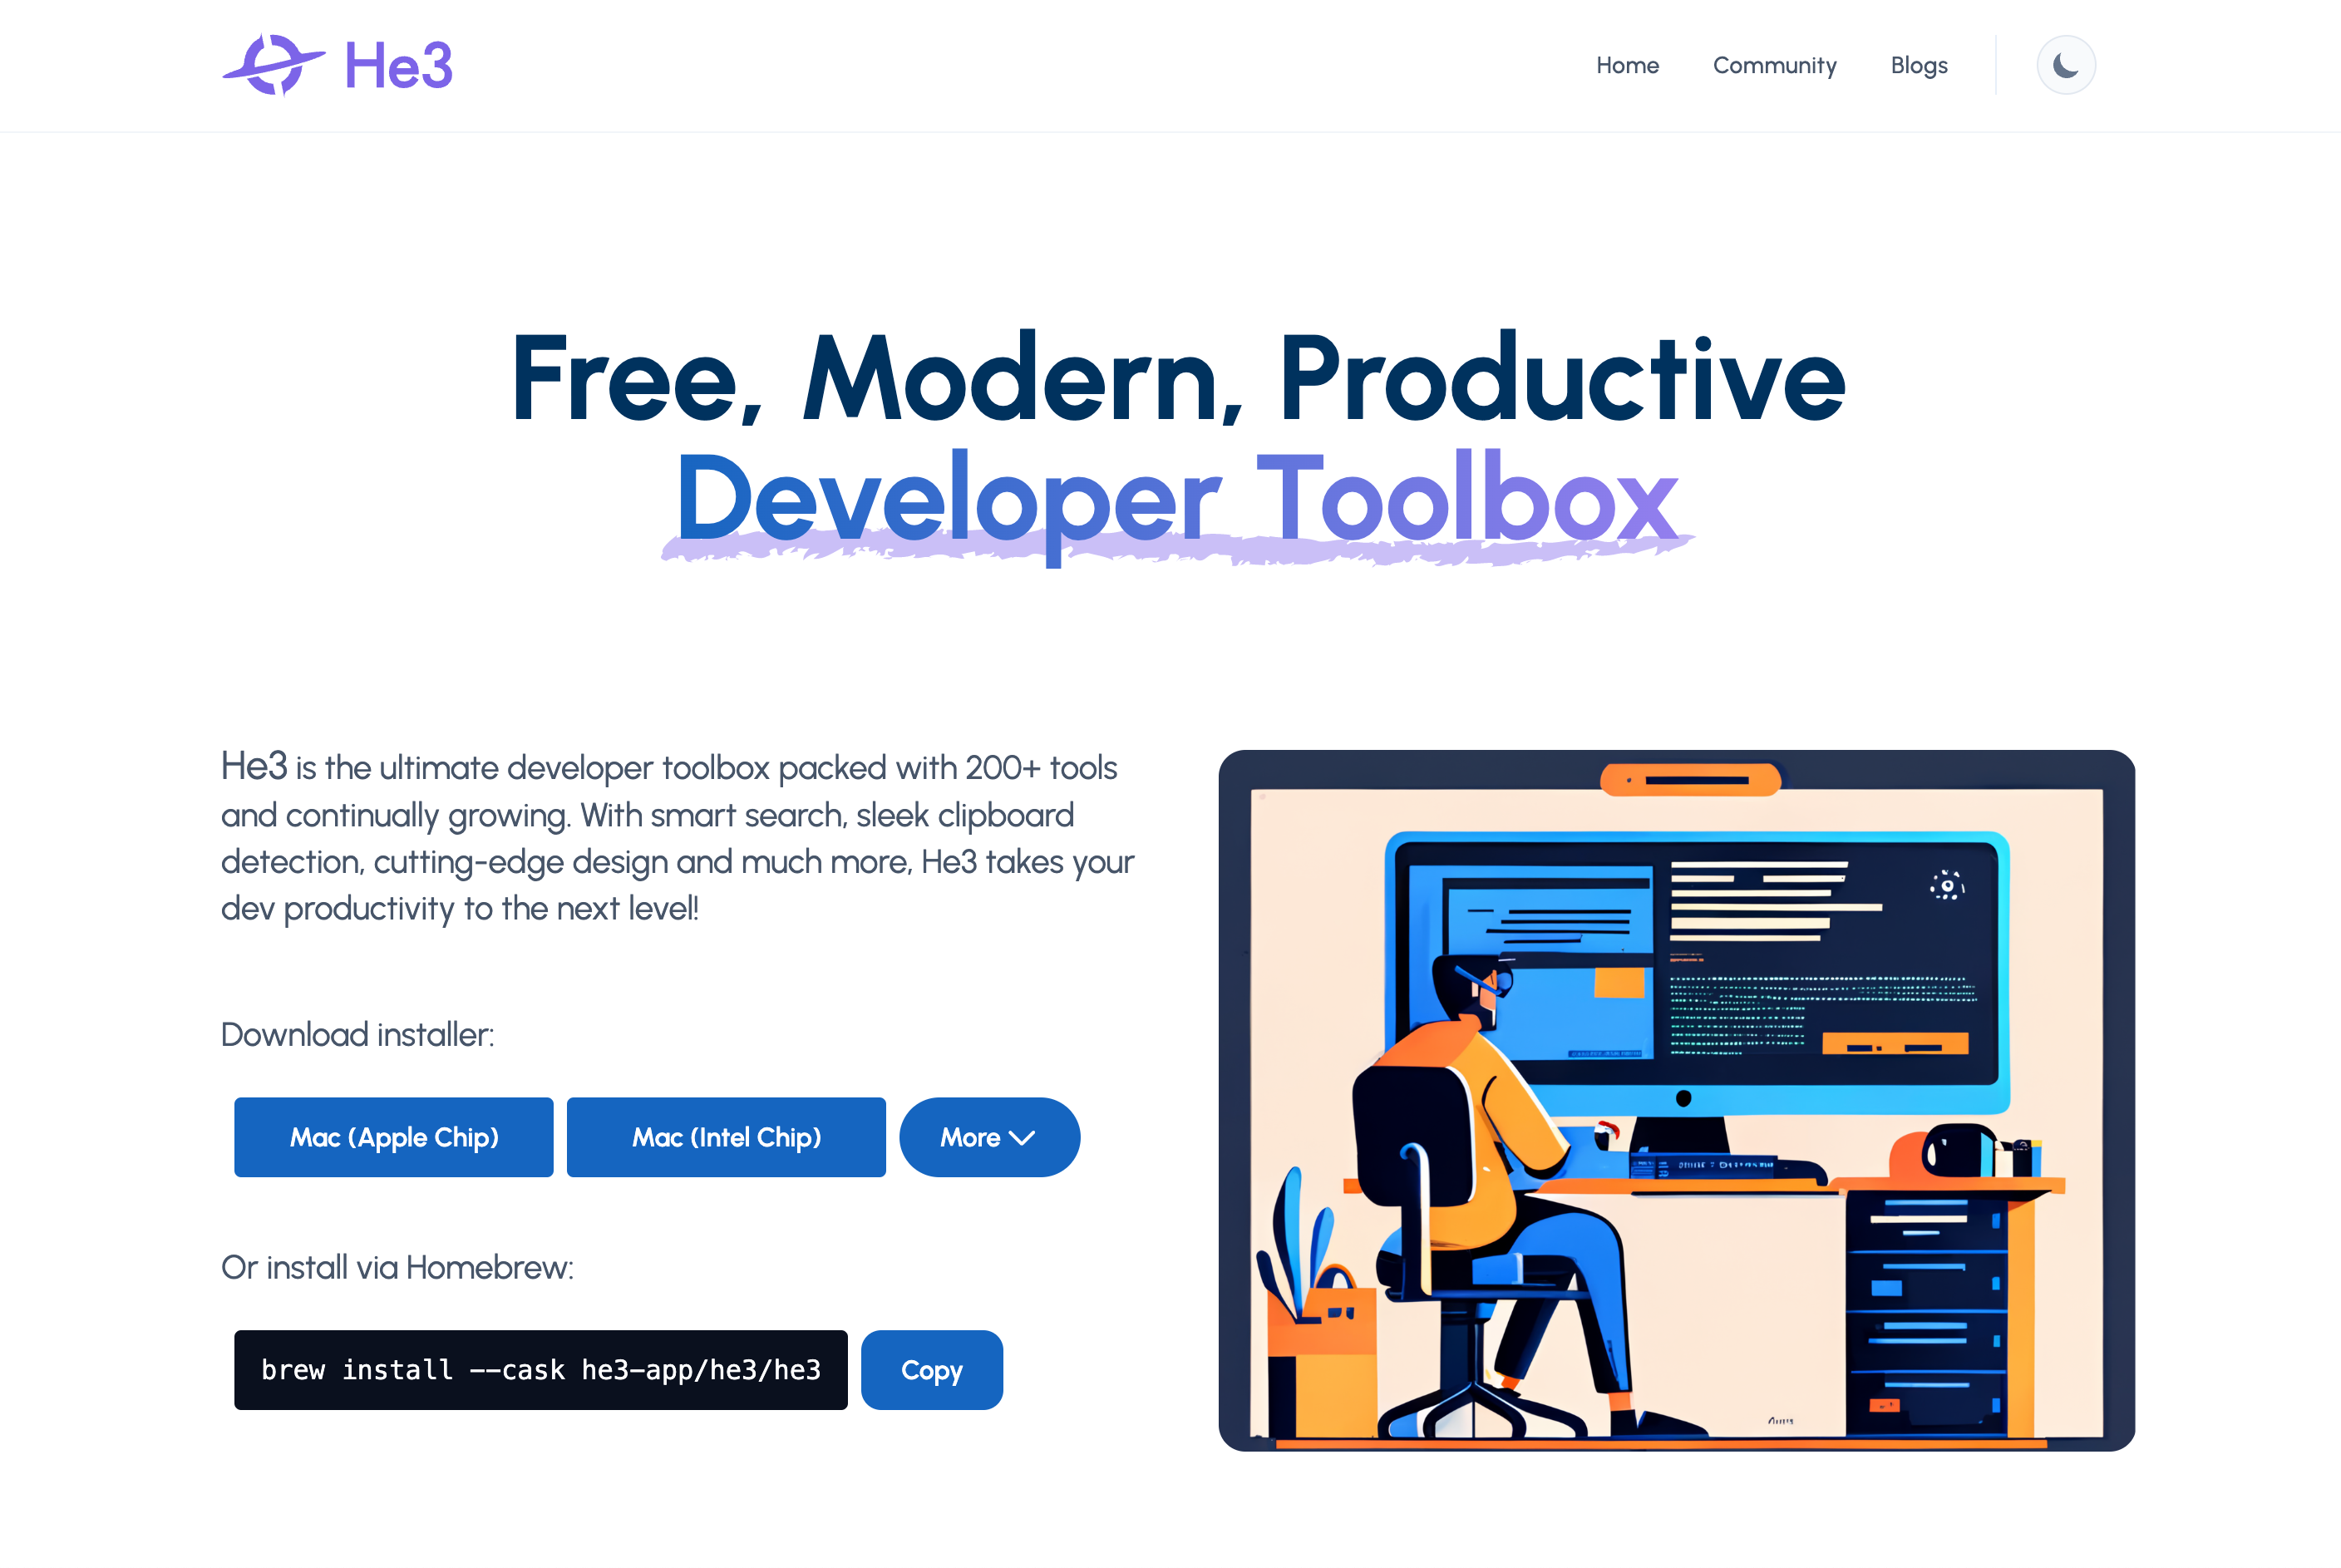 He3
Home
Community
Blogs
Free, Modern, Productive
Developer Toolbox
He3 is the ultimate developer toolbox packed with 200+ tools
and continually growing. With smart search, sleek clipboard
detection, cutting-edge design and much more, He3 takes your
dev productivity to the next level!
Download installer:
Mac (Apple Chip)
Mac (Intel Chip)
More
Or install via Homebrew:
brew install --cask he3-app/he3/he3
Copy